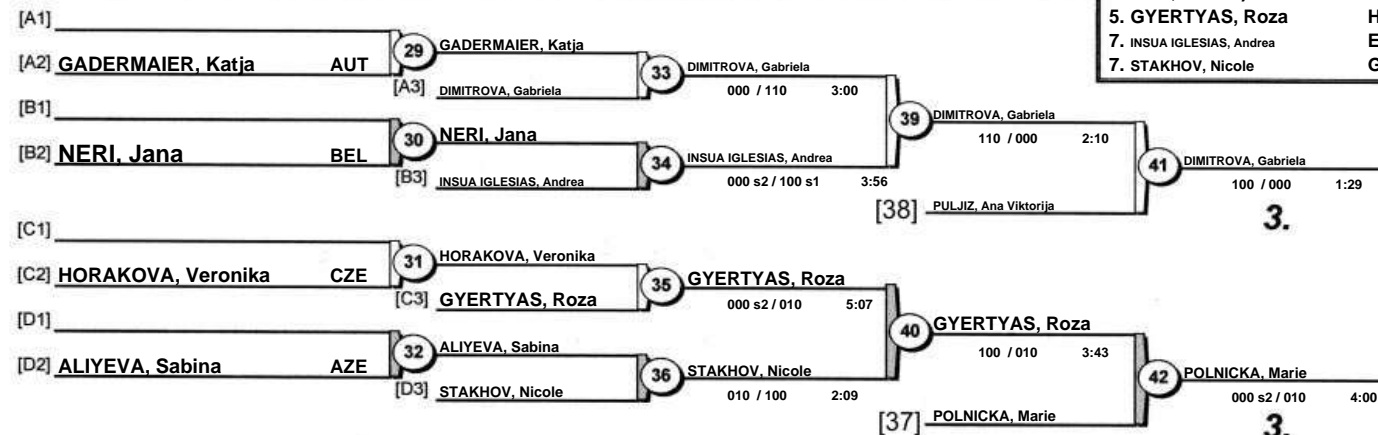 5. GYERTYAS, Roza H
7. INSUA IGLESIAS, Andrea E
7. STAKHOV, Nicole G
[A1]
[A2] GADERMAIER, Katja AUT
29
GADERMAIER, Katja
[A3] DIMITROVA, Gabriela
33
DIMITROVA, Gabriela
000 / 110 3:00
[B1]
[B2] NERI, Jana BEL
30
NERI, Jana
[B3] INSUA IGLESIAS, Andrea
34
INSUA IGLESIAS, Andrea
000 s2 / 100 s1 3:56
39
DIMITROVA, Gabriela
110 / 000 2:10
[38] PULJIZ, Ana Viktorija
41
DIMITROVA, Gabriela
100 / 000 1:29
3.
[C1]
[C2] HORAKOVA, Veronika CZE
31
HORAKOVA, Veronika
[C3] GYERTYAS, Roza
35
GYERTYAS, Roza
000 s2 / 010 5:07
[D1]
[D2] ALIYEVA, Sabina AZE
32
ALIYEVA, Sabina
[D3] STAKHOV, Nicole
36
STAKHOV, Nicole
010 / 100 2:09
40
GYERTYAS, Roza
100 / 010 3:43
[37] POLNICKA, Marie
42
POLNICKA, Marie
000 s2 / 010 4:00
3.